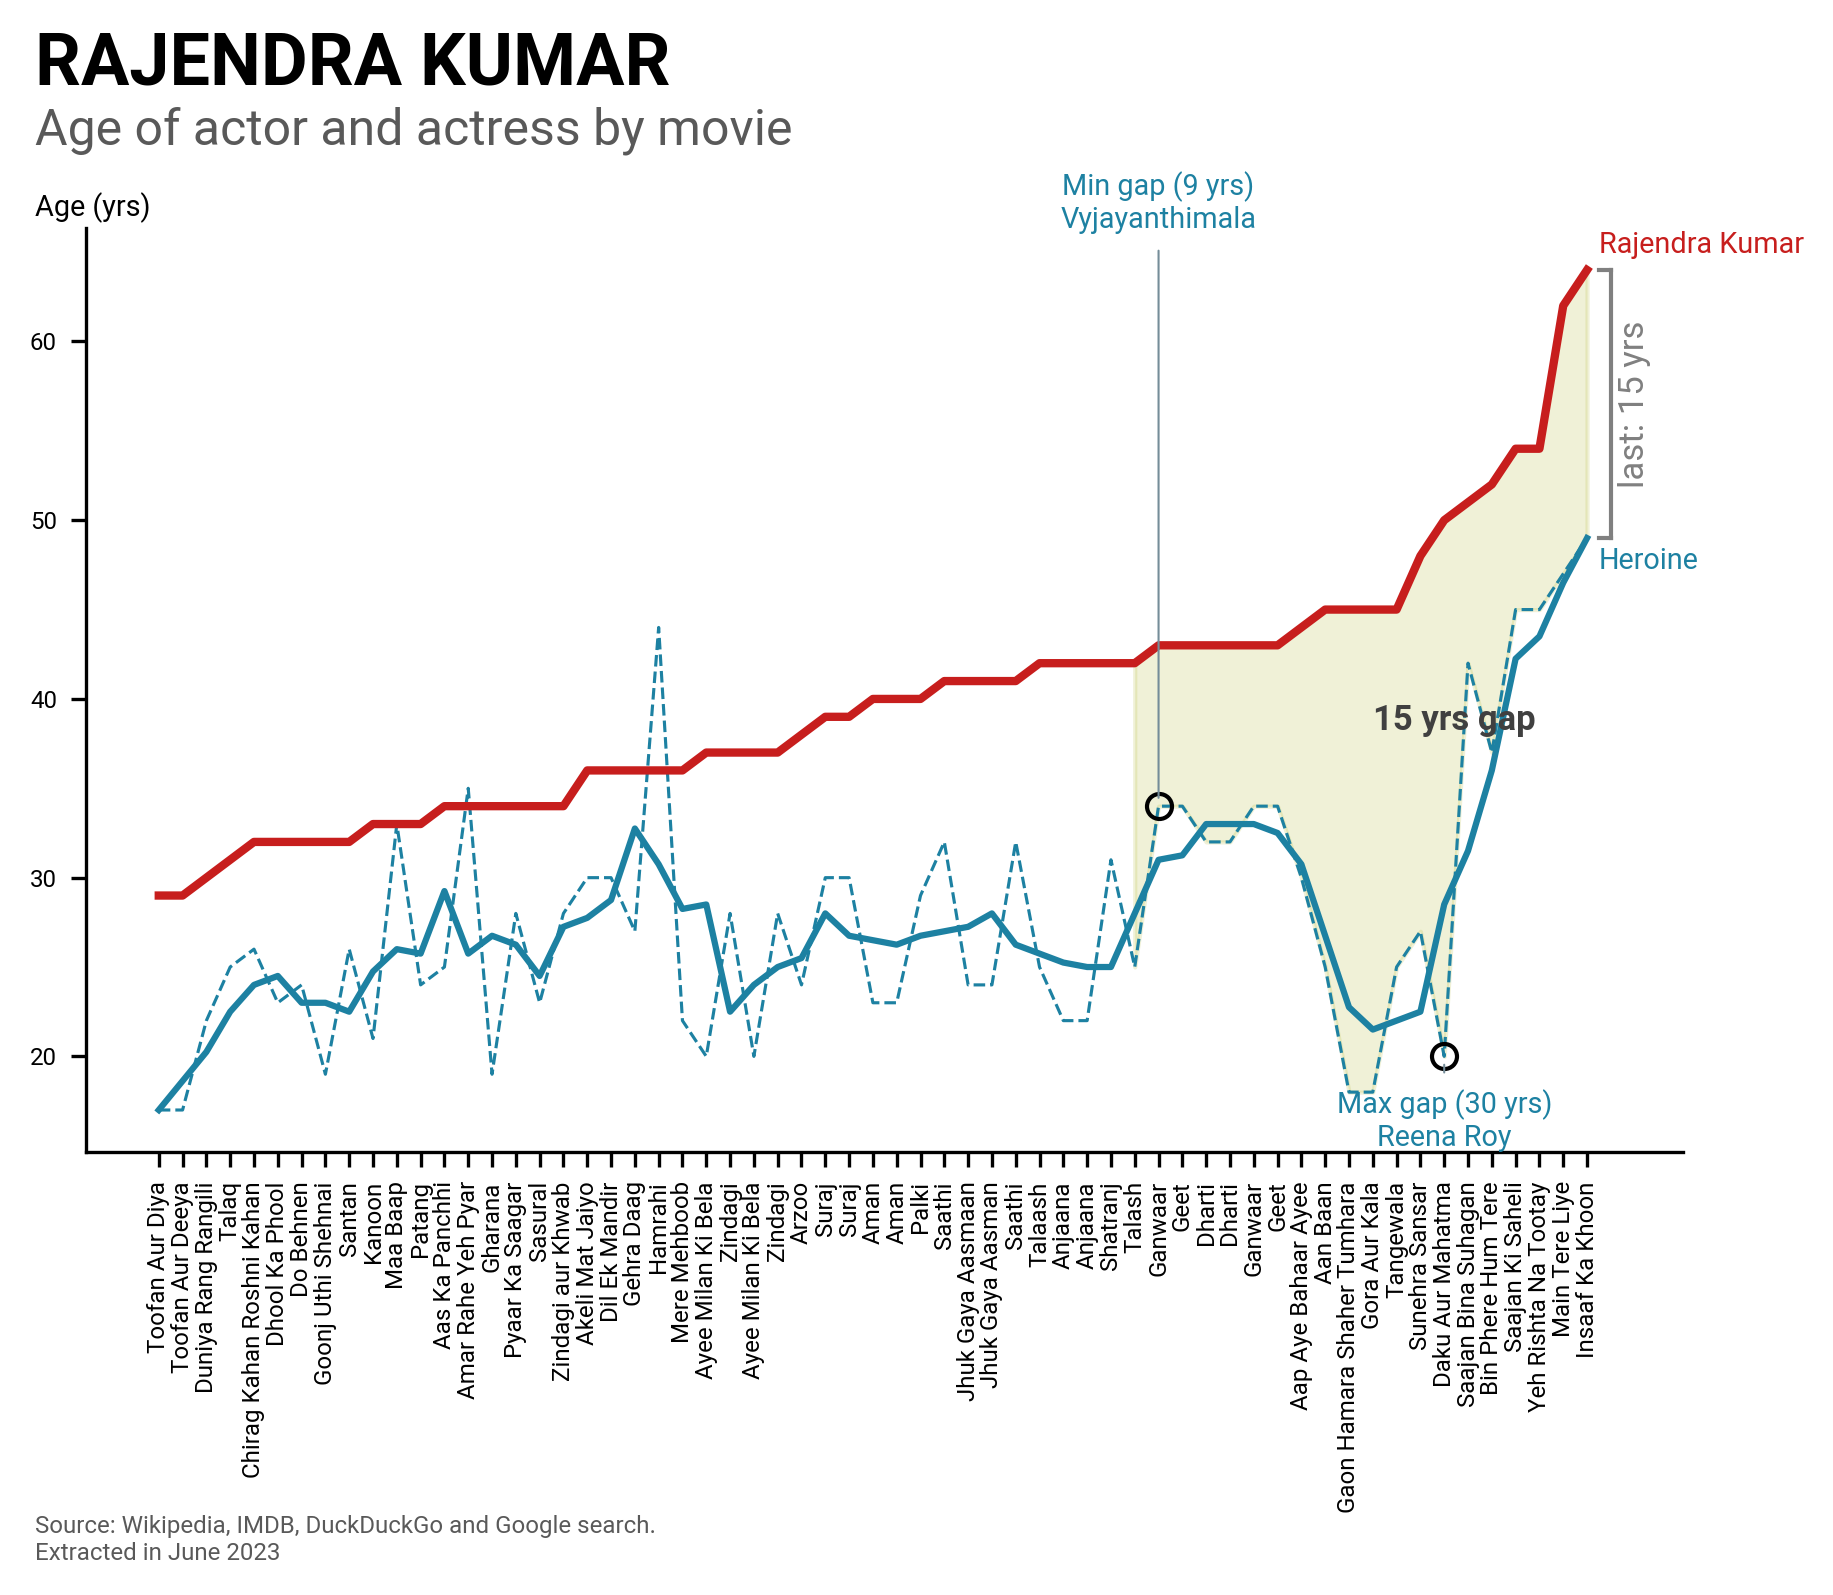 RAJENDRA KUMAR
Age of actor and actress by movie
Min gap (9 yrs)
Vyjayanthimala
Age (yrs)
Rajendra Kumar
60
last: 15 yrs
50
Heroine
40
15 yrs gap
30
20
Max gap (30 yrs)
Reena Roy
Toofan Aur Diya
Toofan Aur Deeya
Duniya Rang Rangili
Talaq
Chirag Kahan Roshni Kahan
Dhool Ka Phool
Do Behnen
Goonj Uthi Shehnai
Santan
Kanoon
Maa Baap
Patang
Aas Ka Panchhi
Amar Rahe Yeh Pyar
Gharana
Pyaar Ka Saagar
Sasural
Zindagi aur Khwab
Akeli Mat Jaiyo
Dil Ek Mandir
Gehra Daag
Hamrahi
Mere Mehboob
Ayee Milan Ki Bela
Zindagi
Ayee Milan Ki Bela
Zindagi
Arzoo
Suraj
Suraj
Aman
Aman
Palki
Saathi
Jhuk Gaya Aasmaan
Jhuk Gaya Aasman
Saathi
Talaash
Anjaana
Anjaana
Shatranj
Talash
Ganwaar
Geet
Dharti
Dharti
Ganwaar
Geet
Aap Aye Bahaar Ayee
Aan Baan
Gaon Hamara Shaher Tumhara
Gora Aur Kala
Tangewala
Sunehra Sansar
Daku Aur Mahatma
Saajan Bina Suhagan
Bin Phere Hum Tere
Saajan Ki Saheli
Yeh Rishta Na Tootay
Main Tere Liye
Insaaf Ka Khoon
Source: Wikipedia, IMDB, DuckDuckGo and Google search.
Extracted in June 2023